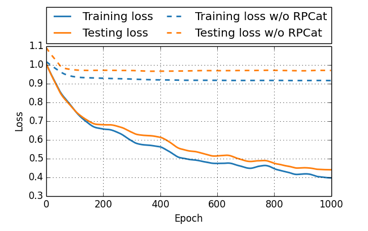 Training loss
Training loss w/o RPCat
Testing loss
Testing loss w/o RPCat
1.1
1.0
0.9
0.8
0.7
0.6
0.5
0.4
0.3
Loss
0 200 400 600 800 1000
Epoch